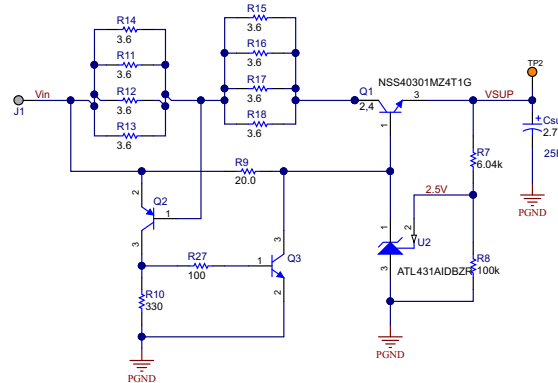 R15
3.6
R14
3.6
R16
3.6
R11
3.6
TP2
NSS40301MZ4T1G
Vin
R12
3.6
R17
3.6
Q1
2,4
3
VSUP
J1
R13
3.6
R18
3.6
1
Csu
2.7
25
R7
6.04k
PGND
R9
20.0
2
Q2
1
3
2.5V
1
2
U2
3
R27
100
1
3
Q3
2
ATL431AIDBZR
R8
100k
R10
330
PGND
PGND